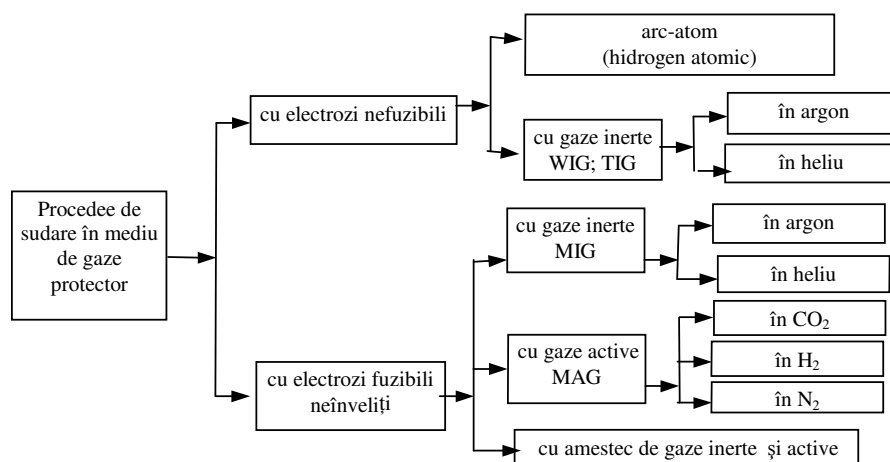 Procedee de
sudare în mediu
de gaze
protector
cu electrozi nefuzibili
arc-atom
(hidrogen atomic)
cu gaze inerte
WIG; TIG
în argon
în heliu
cu electrozi fuzibili
neînveliți
cu gaze inerte
MIG
în argon
în heliu
cu gaze active
MAG
în CO₂
în H₂
în N₂
cu amestec de gaze inerte şi active